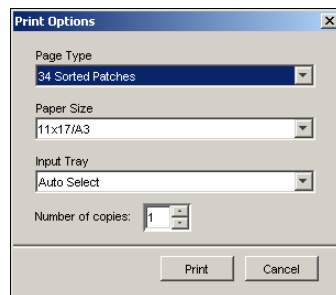 Print Options
Page Type
34 Sorted Patches
Paper Size
11x17/A3
Input Tray
Auto Select
Number of copies: 1
Print Cancel